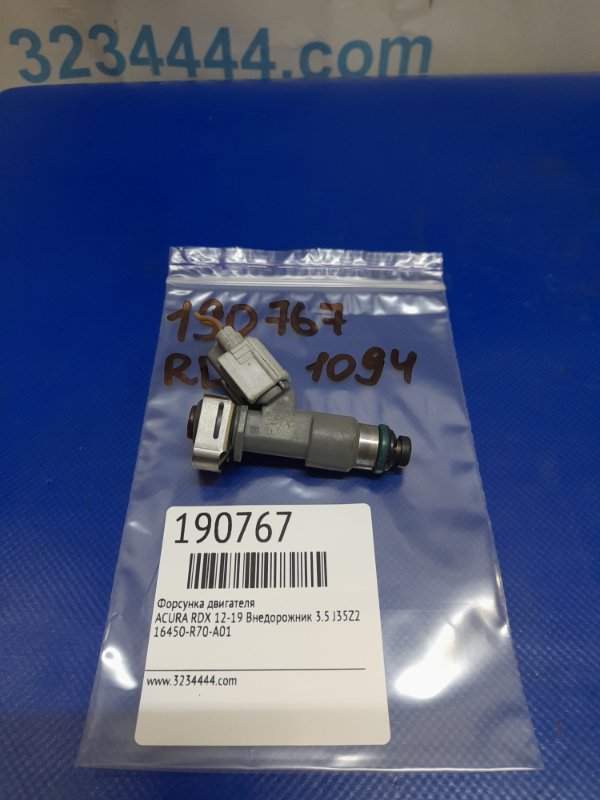 3234444.com
190767
RD 1094
190767
Форсунка двигателя
ACURA RDX 12-19 Внедорожник 3.5 J35Z2
16450-R70-A01
www.3234444.com